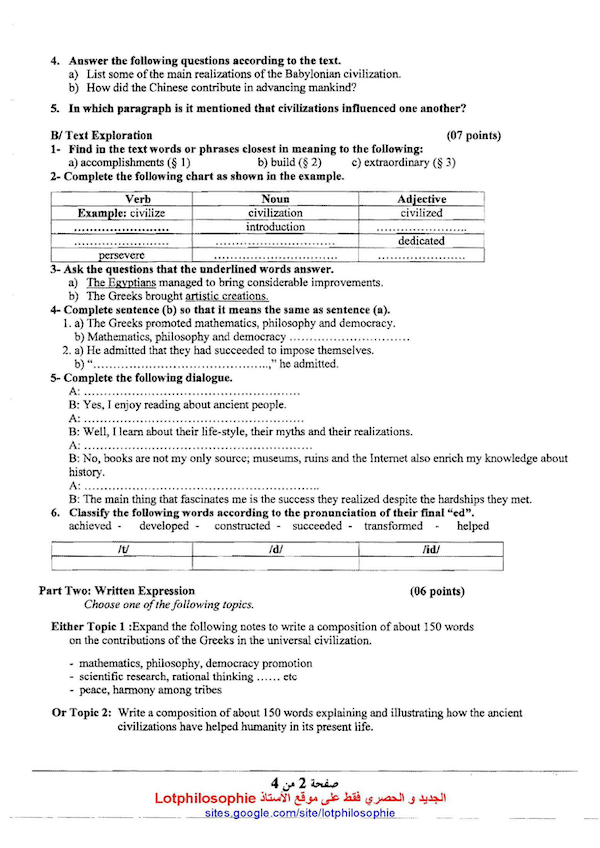 4. Answer the following questions according to the text.
a) List some of the main realizations of the Babylonian civilization.
b) How did the Chinese contribute in advancing mankind?
5. In which paragraph is it mentioned that civilizations influenced one another?
B/ Text Exploration (07 points)
1- Find in the text words or phrases closest in meaning to the following:
a) accomplishments (§ 1) b) build (§ 2) c) extraordinary (§ 3)
2- Complete the following chart as shown in the example.
Verb Noun Adjective
Example: civilize civilization civilized
........................ introduction .......................
........................ .............................. dedicated
persevere ............................... ......................
3- Ask the questions that the underlined words answer.
a) The Egyptians managed to bring considerable improvements.
b) The Greeks brought artistic creations.
4- Complete sentence (b) so that it means the same as sentence (a).
1. a) The Greeks promoted mathematics, philosophy and democracy.
b) Mathematics, philosophy and democracy ..............................
2. a) He admitted that they had succeeded to impose themselves.
b) “............................................,” he admitted.
5- Complete the following dialogue.
A: ......................................................
B: Yes, I enjoy reading about ancient people.
A: .......................................................
B: Well, I learn about their life-style, their myths and their realizations.
A: .........................................................
B: No, books are not my only source; museums, ruins and the Internet also enrich my knowledge about
history.
A: ...........................................................
B: The main thing that fascinates me is the success they realized despite the hardships they met.
6. Classify the following words according to the pronunciation of their final “ed”.
achieved - developed - constructed - succeeded - transformed - helped
/t/ /d/ /id/
Part Two: Written Expression (06 points)
Choose one of the following topics.
Either Topic 1 :Expand the following notes to write a composition of about 150 words
on the contributions of the Greeks in the universal civilization.
- mathematics, philosophy, democracy promotion
- scientific research, rational thinking ...... etc
- peace, harmony among tribes
Or Topic 2: Write a composition of about 150 words explaining and illustrating how the ancient
civilizations have helped humanity in its present life.
صفحة 2 من 4
الجديد و الحصري فقط على موقع الأستاذ Lotphilosophie
sites.google.com/site/lotphilosophie